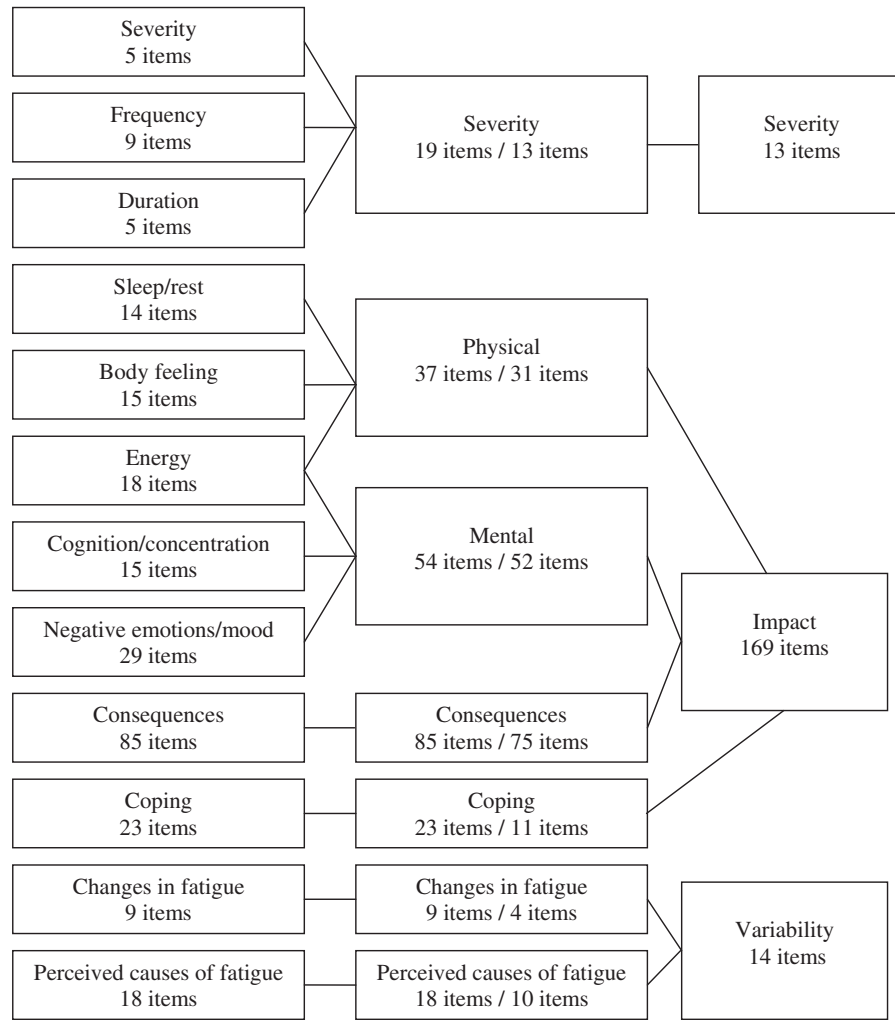 Severity
5 items
Frequency
9 items
Duration
5 items
Sleep/rest
14 items
Body feeling
15 items
Energy
18 items
Cognition/concentration
15 items
Negative emotions/mood
29 items
Consequences
85 items
Coping
23 items
Changes in fatigue
9 items
Perceived causes of fatigue
18 items
Severity
19 items / 13 items
Physical
37 items / 31 items
Mental
54 items / 52 items
Consequences
85 items / 75 items
Coping
23 items / 11 items
Changes in fatigue
9 items / 4 items
Perceived causes of fatigue
18 items / 10 items
Severity
13 items
Impact
169 items
Variability
14 items